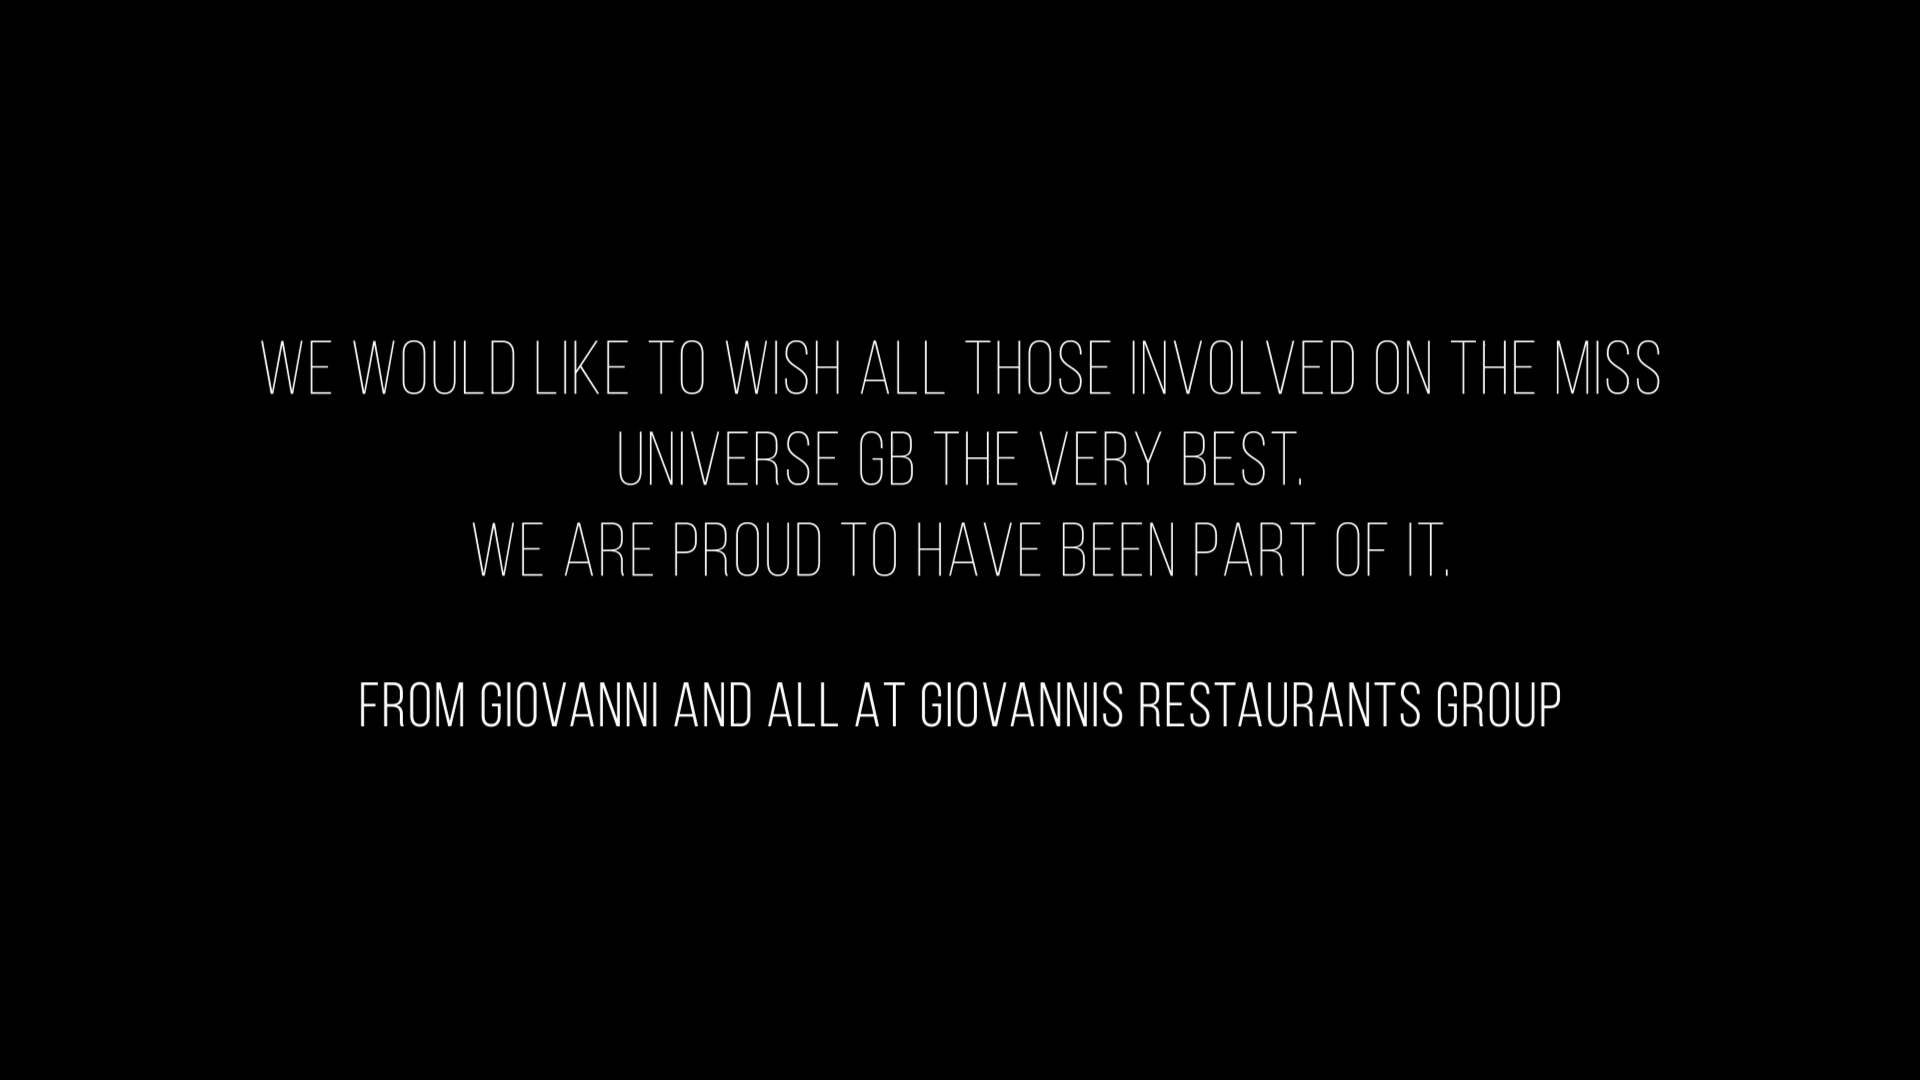 WE WOULD LIKE TO WISH ALL THOSE INVOLVED ON THE MISS
UNIVERSE GB THE VERY BEST.
WE ARE PROUD TO HAVE BEEN PART OF IT.
FROM GIOVANNI AND ALL AT GIOVANNIS RESTAURANTS GROUP